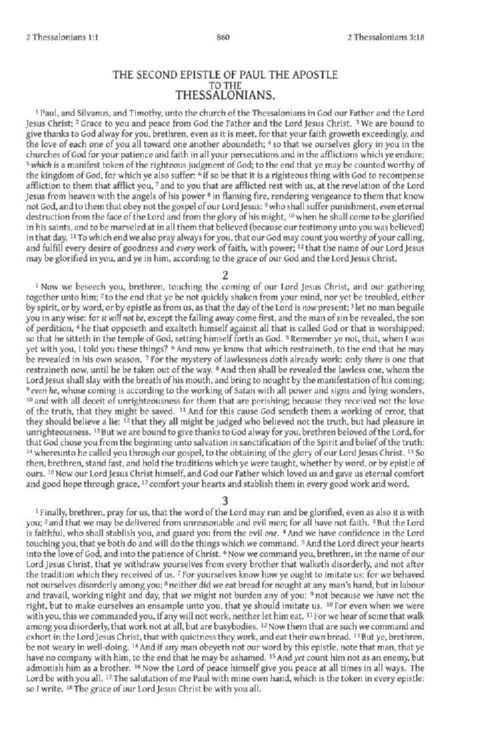 2 Thessalonians 1:1 860 2 Thessalonians 3:18
THE SECOND EPISTLE OF PAUL THE APOSTLE
TO THE
THESSALONIANS.
1 Paul, and Silvanus, and Timothy, unto the church of the Thessalonians in God our Father and the Lord
Jesus Christ; 2 Grace to you and peace from God the Father and the Lord Jesus Christ. 3 We are bound to
give thanks to God alway for you, brethren, even as it is meet, for that your faith groweth exceedingly, and
the love of each one of you all toward one another aboundeth; 4 so that we ourselves glory in you in the
churches of God for your patience and faith in all your persecutions and in the afflictions which ye endure;
5 which is a manifest token of the righteous judgment of God; to the end that ye may be counted worthy of
the kingdom of God, for which ye also suffer: 6 if so be that it is a righteous thing with God to recompense
affliction to them that afflict you, 7 and to you that are afflicted rest with us, at the revelation of the Lord
Jesus from heaven with the angels of his power 8 in flaming fire, rendering vengeance to them that know
not God, and to them that obey not the gospel of our Lord Jesus: 9 who shall suffer punishment, even eternal
destruction from the face of the Lord and from the glory of his might, 10 when he shall come to be glorified
in his saints, and to be marveled at in all them that believed (because our testimony unto you was believed)
in that day. 11 To which end we also pray always for you, that our God may count you worthy of your calling,
and fulfill every desire of goodness and every work of faith, with power; 12 that the name of our Lord Jesus
may be glorified in you, and ye in him, according to the grace of our God and the Lord Jesus Christ.
2
1 Now we beseech you, brethren, touching the coming of our Lord Jesus Christ, and our gathering
together unto him; 2 to the end that ye be not quickly shaken from your mind, nor yet be troubled, either
by spirit, or by word, or by epistle as from us, as that the day of the Lord is now present; 3 let no man beguile
you in any wise: for it will not be, except the falling away come first, and the man of sin be revealed, the son
of perdition, 4 he that opposeth and exalteth himself against all that is called God or that is worshipped;
so that he sitteth in the temple of God, setting himself forth as God. 5 Remember ye not, that, when I was
yet with you, I told you these things? 6 And now ye know that which restraineth, to the end that he may
be revealed in his own season. 7 For the mystery of lawlessness doth already work: only there is one that
restraineth now, until he be taken out of the way. 8 And then shall be revealed the lawless one, whom the
Lord Jesus shall slay with the breath of his mouth, and bring to nought by the manifestation of his coming;
9 even he, whose coming is according to the working of Satan with all power and signs and lying wonders,
10 and with all deceit of unrighteousness for them that are perishing; because they received not the love
of the truth, that they might be saved. 11 And for this cause God sendeth them a working of error, that
they should believe a lie: 12 that they all might be judged who believed not the truth, but had pleasure in
unrighteousness. 13 But we are bound to give thanks to God alway for you, brethren beloved of the Lord, for
that God chose you from the beginning unto salvation in sanctification of the Spirit and belief of the truth:
14 whereunto he called you through our gospel, to the obtaining of the glory of our Lord Jesus Christ. 15 So
then, brethren, stand fast, and hold the traditions which ye were taught, whether by word, or by epistle of
ours. 16 Now our Lord Jesus Christ himself, and God our Father which loved us and gave us eternal comfort
and good hope through grace, 17 comfort your hearts and stablish them in every good work and word.
3
1 Finally, brethren, pray for us, that the word of the Lord may run and be glorified, even as also it is with
you; 2 and that we may be delivered from unreasonable and evil men; for all have not faith. 3 But the Lord
is faithful, who shall stablish you, and guard you from the evil one. 4 And we have confidence in the Lord
touching you, that ye both do and will do the things which we command. 5 And the Lord direct your hearts
into the love of God, and into the patience of Christ. 6 Now we command you, brethren, in the name of our
Lord Jesus Christ, that ye withdraw yourselves from every brother that walketh disorderly, and not after
the tradition which they received of us. 7 For yourselves know how ye ought to imitate us: for we behaved
not ourselves disorderly among you; 8 neither did we eat bread for nought at any man's hand, but in labour
and travail, working night and day, that we might not burden any of you: 9 not because we have not the
right, but to make ourselves an ensample unto you, that ye should imitate us. 10 For even when we were
with you, this we commanded you, If any will not work, neither let him eat. 11 For we hear of some that walk
among you disorderly, that work not at all, but are busybodies. 12 Now them that are such we command and
exhort in the Lord Jesus Christ, that with quietness they work, and eat their own bread. 13 But ye, brethren,
be not weary in well-doing. 14 And if any man obeyeth not our word by this epistle, note that man, that ye
have no company with him, to the end that he may be ashamed. 15 And yet count him not as an enemy, but
admonish him as a brother. 16 Now the Lord of peace himself give you peace at all times in all ways. The
Lord be with you all. 17 The salutation of me Paul with mine own hand, which is the token in every epistle:
so I write. 18 The grace of our Lord Jesus Christ be with you all.